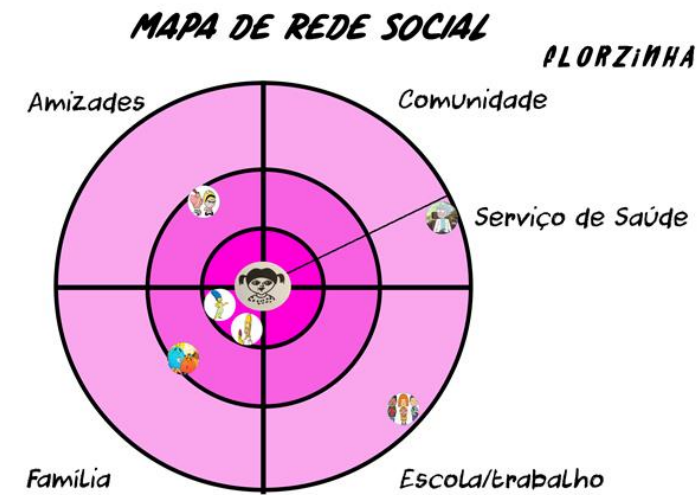 MAPA DE REDE SOCIAL
FLORZINHA
Amizades
Comunidade
Serviço de Saúde
Família
Escola/trabalho